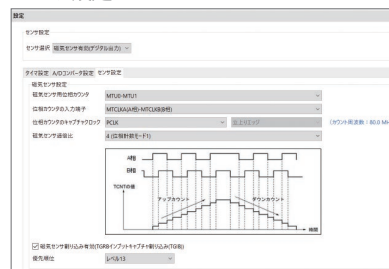 設定
センサ設定
センサ選択 磁気センサ有効(デジタル出力)
タイマ設定 A/Dコンバータ設定 センサ設定
磁気センサ設定
磁気センサ用位相カウンタ MTU0-MTU1
位相カウンタの入力端子 MTCLKA(A相)-MTCLKB(B相)
位相カウンタのキャプチャクロック PCLK 立上りエッジ (カウント周波数:80.0 MH
磁気センサ逓倍比 4 (位相計数モード1)
A相
B相
TCNTの値
アップカウント ダウンカウント
時間
磁気センサ割り込み有効(TGRBインプットキャプチャ割り込み(TGIB))
優先順位 レベル13